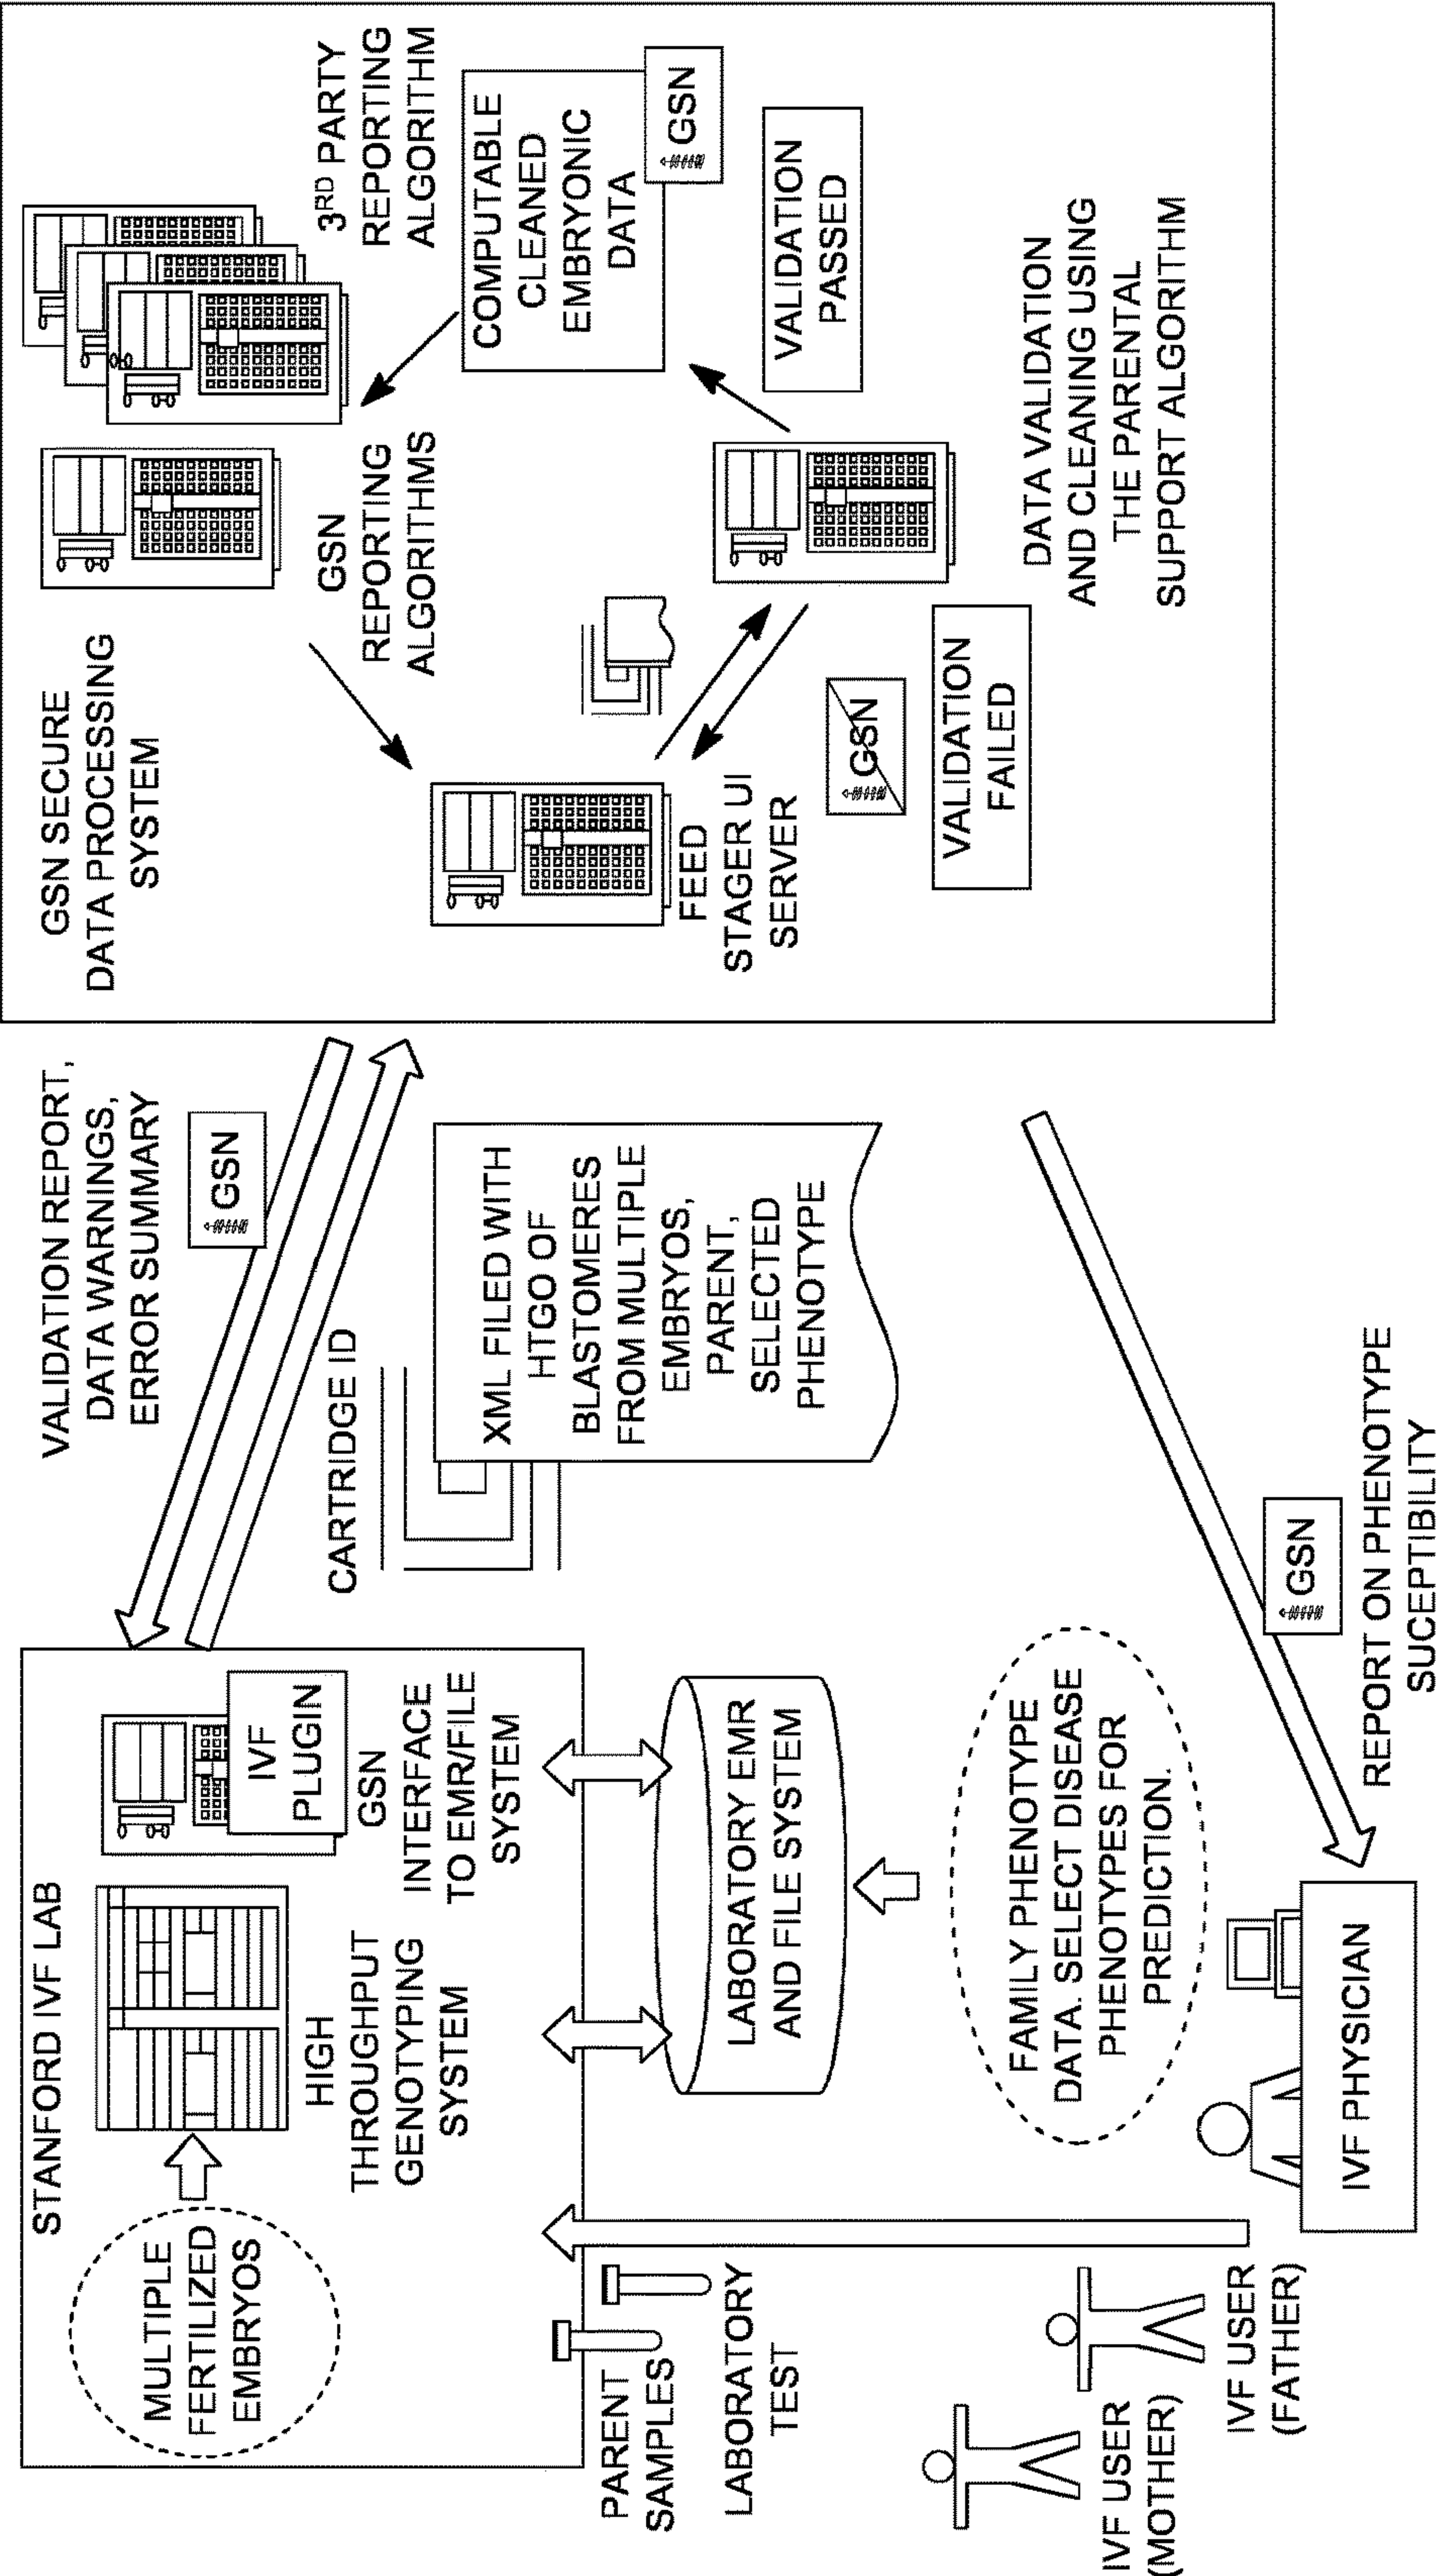 STANFORD IVF LAB
MULTIPLE
FERTILIZED
EMBRYOS
HIGH
THROUGHPUT
GENOTYPING
SYSTEM
IVF
PLUGIN
GSN
INTERFACE
TO EMR/FILE
SYSTEM
PARENT
SAMPLES
LABORATORY
TEST
LABORATORY EMR
AND FILE SYSTEM
FAMILY PHENOTYPE
DATA. SELECT DISEASE
PHENOTYPES FOR
PREDICTION.
IVF USER
(MOTHER)
IVF USER
(FATHER)
IVF PHYSICIAN
VALIDATION REPORT,
DATA WARNINGS,
ERROR SUMMARY
GSN
CARTRIDGE ID
XML FILED WITH
HTGO OF
BLASTOMERES
FROM MULTIPLE
EMBRYOS,
PARENT,
SELECTED
PHENOTYPE
GSN
REPORT ON PHENOTYPE
SUCEPTIBILITY
GSN SECURE
DATA PROCESSING
SYSTEM
GSN
REPORTING
ALGORITHMS
3RD PARTY
REPORTING
ALGORITHM
COMPUTABLE
CLEANED
EMBRYONIC
DATA
GSN
VALIDATION
PASSED
FEED
STAGER UI
SERVER
GSN
VALIDATION
FAILED
DATA VALIDATION
AND CLEANING USING
THE PARENTAL
SUPPORT ALGORITHM